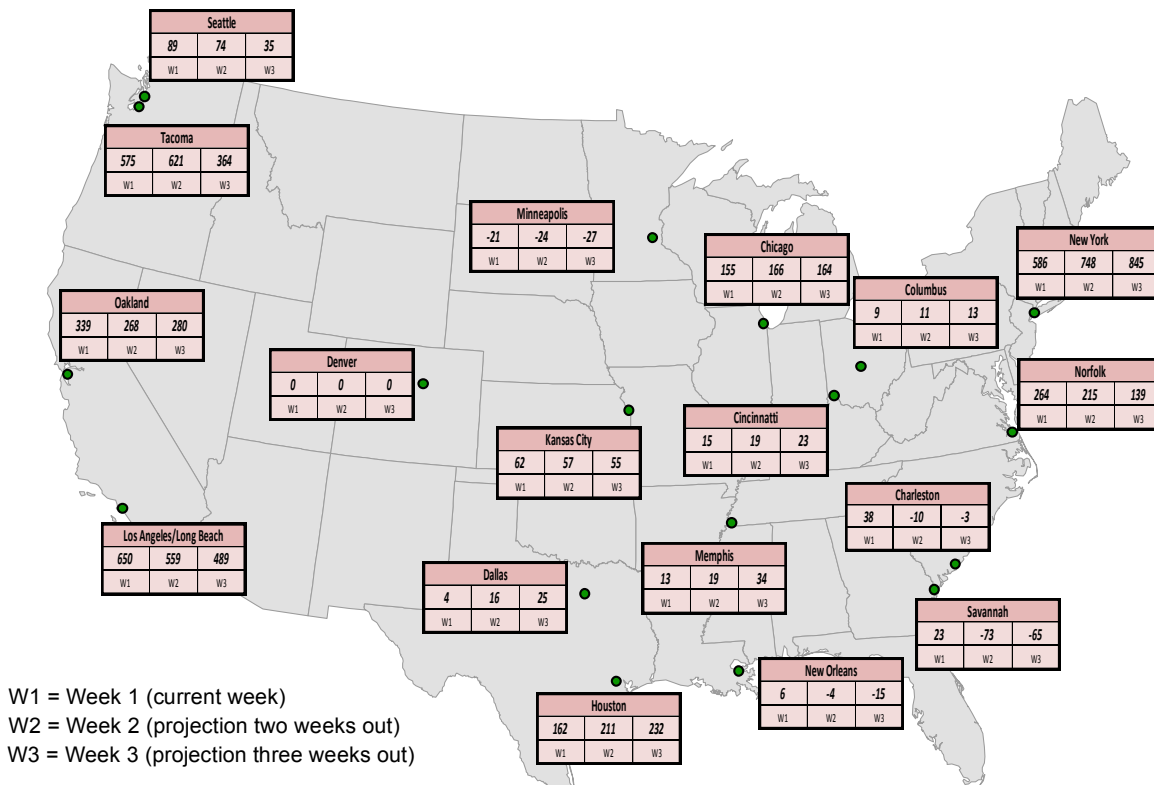 Seattle
89 74 35
W1 W2 W3
Tacoma
575 621 364
W1 W2 W3
Minneapolis
-21 -24 -27
W1 W2 W3
Chicago
155 166 164
W1 W2 W3
New York
586 748 845
W1 W2 W3
Columbus
9 11 13
W1 W2 W3
Oakland
339 268 280
W1 W2 W3
Denver
0 0 0
W1 W2 W3
Norfolk
264 215 139
W1 W2 W3
Cincinnatti
15 19 23
W1 W2 W3
Kansas City
62 57 55
W1 W2 W3
Charleston
38 -10 -3
W1 W2 W3
Los Angeles/Long Beach
650 559 489
W1 W2 W3
Memphis
13 19 34
W1 W2 W3
Dallas
4 16 25
W1 W2 W3
Savannah
23 -73 -65
W1 W2 W3
New Orleans
6 -4 -15
W1 W2 W3
Houston
162 211 232
W1 W2 W3
W1 = Week 1 (current week)
W2 = Week 2 (projection two weeks out)
W3 = Week 3 (projection three weeks out)